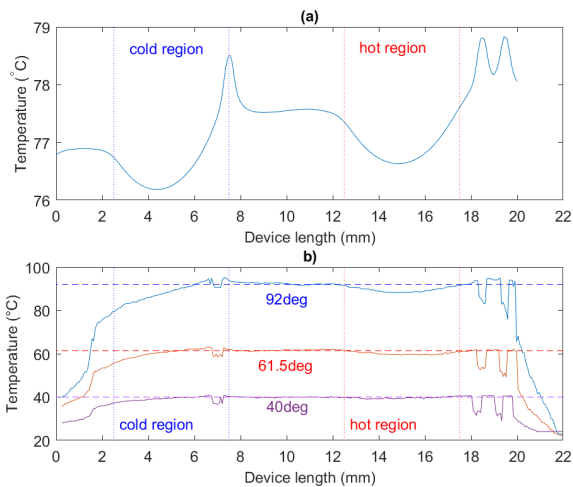 (a)
79
78
77
76
Temperature (°C)
cold region
hot region
0 2 4 6 8 10 12 14 16 18 20 22
Device length (mm)
b)
100
80
60
40
20
Temperature (°C)
92deg
61.5deg
40deg
cold region
hot region
0 2 4 6 8 10 12 14 16 18 20 22
Device length (mm)